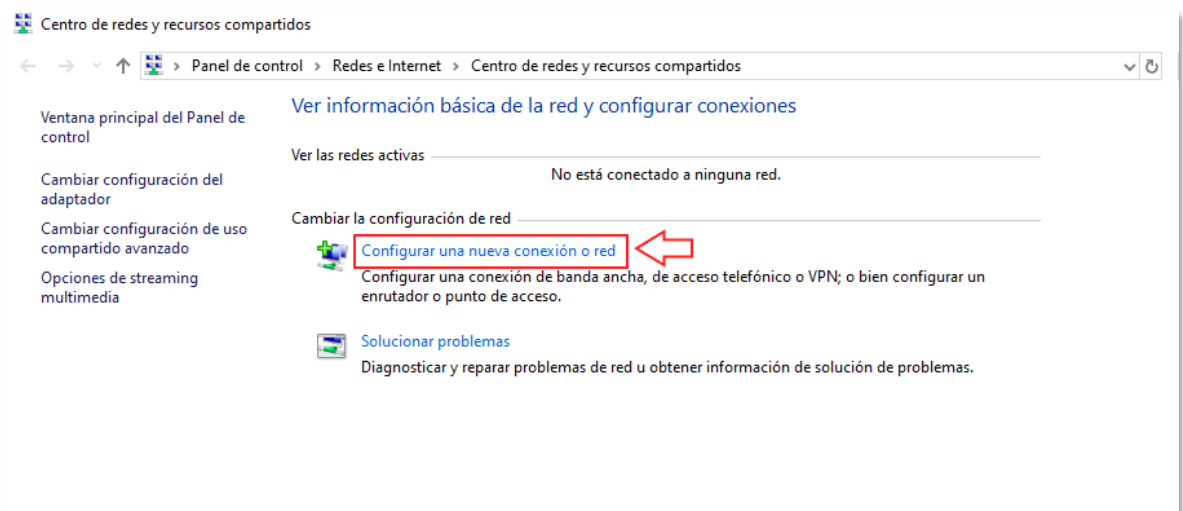 Centro de redes y recursos compartidos
Panel de control > Redes e Internet > Centro de redes y recursos compartidos
Ventana principal del Panel de
control
Cambiar configuración del
adaptador
Cambiar configuración de uso
compartido avanzado
Opciones de streaming
multimedia
Ver información básica de la red y configurar conexiones
Ver las redes activas
No está conectado a ninguna red.
Cambiar la configuración de red
Configurar una nueva conexión o red
Configurar una conexión de banda ancha, de acceso telefónico o VPN; o bien configurar un
enrutador o punto de acceso.
Solucionar problemas
Diagnosticar y reparar problemas de red u obtener información de solución de problemas.